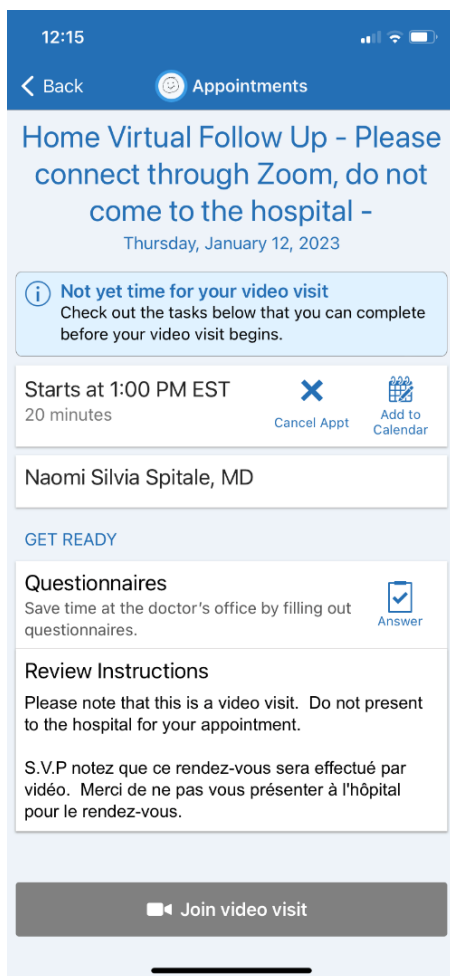 12:15
Back
Appointments
Home Virtual Follow Up - Please
connect through Zoom, do not
come to the hospital -
Thursday, January 12, 2023
Not yet time for your video visit
Check out the tasks below that you can complete
before your video visit begins.
Starts at 1:00 PM EST
20 minutes
Cancel Appt
Add to
Calendar
Naomi Silvia Spitale, MD
GET READY
Questionnaires
Save time at the doctor's office by filling out
questionnaires.
Answer
Review Instructions
Please note that this is a video visit.  Do not present
to the hospital for your appointment.
S.V.P notez que ce rendez-vous sera effectué par
vidéo.  Merci de ne pas vous présenter à l'hôpital
pour le rendez-vous.
Join video visit